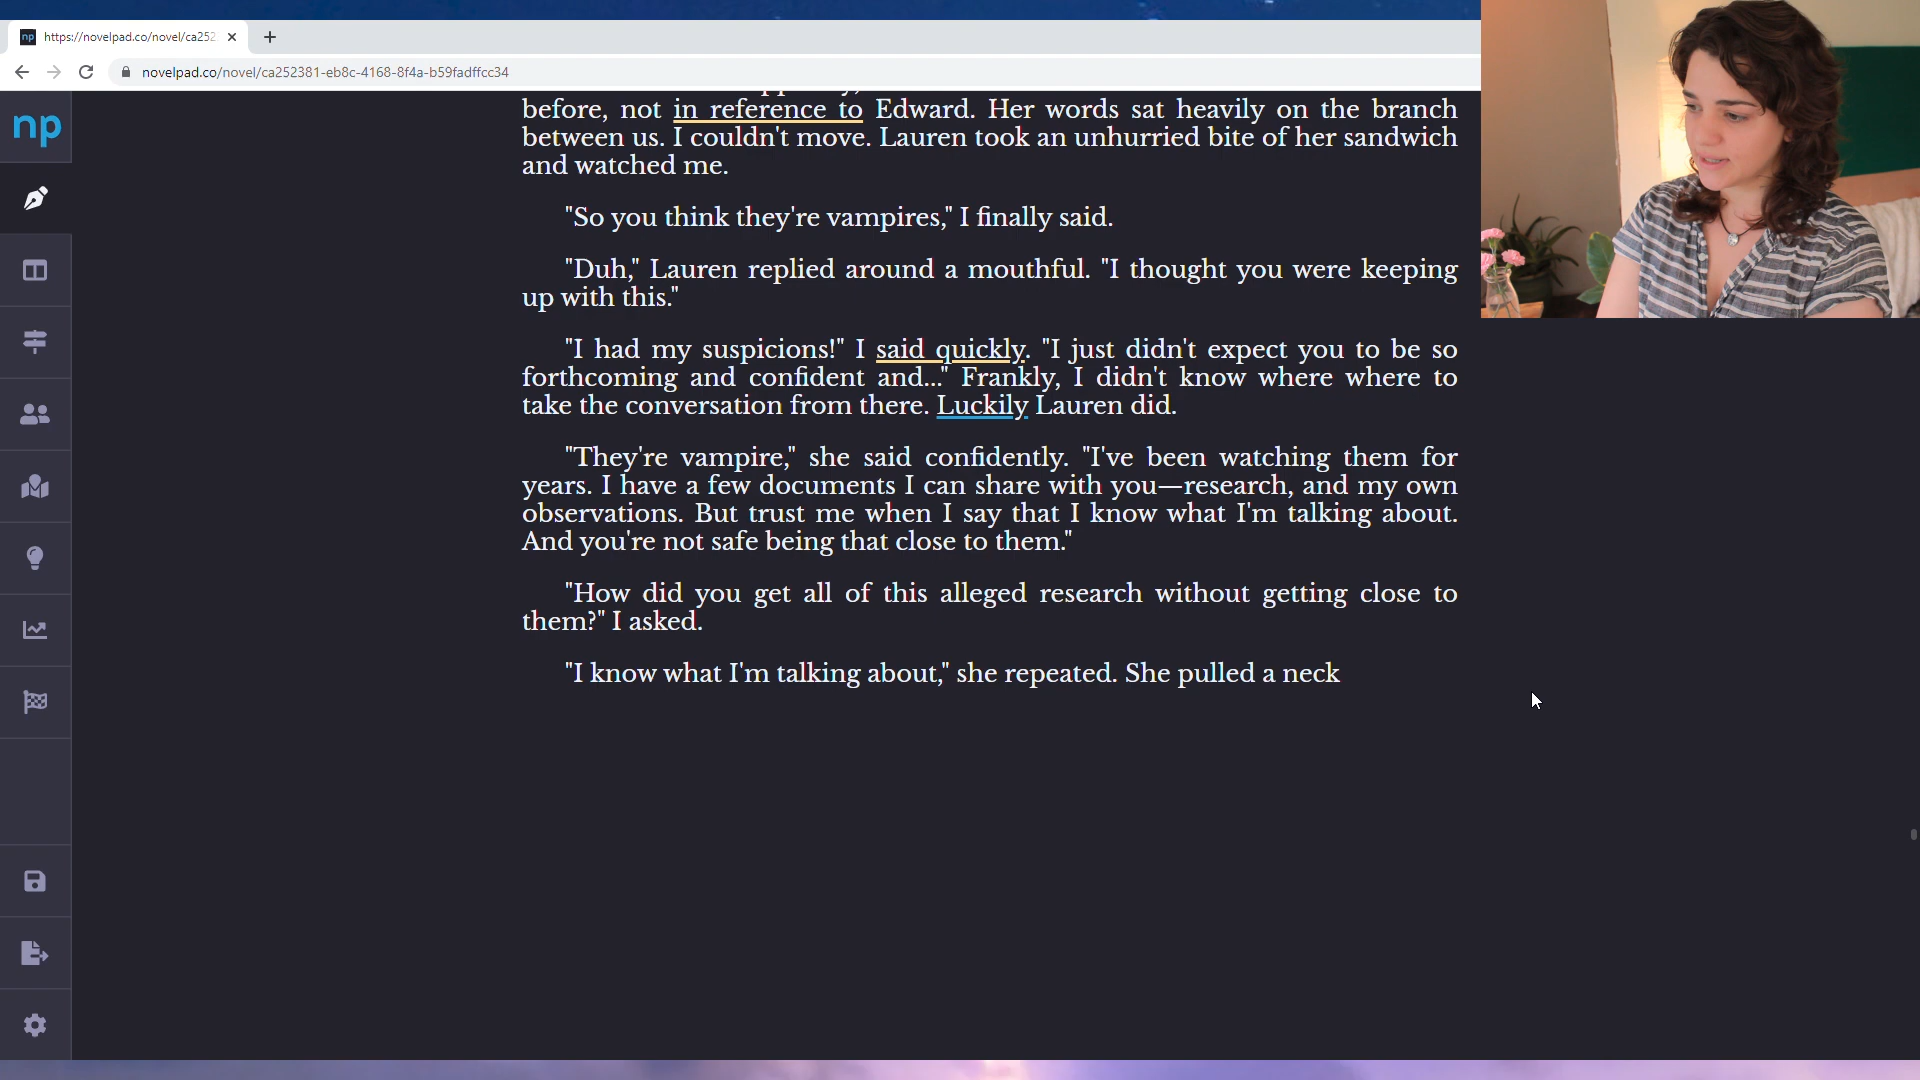 np
https://novelpad.co/novel/ca252
novelpad.co/novel/ca252381-eb8c-4168-8f4a-b59fadffcc34
np
before, not in reference to Edward. Her words sat heavily on the branch
between us. I couldn't move. Lauren took an unhurried bite of her sandwich
and watched me.
"So you think they're vampires," I finally said.
"Duh," Lauren replied around a mouthful. "I thought you were keeping
up with this."
"I had my suspicions!" I said quickly. "I just didn't expect you to be so
forthcoming and confident and..." Frankly, I didn't know where where to
take the conversation from there. Luckily Lauren did.
"They're vampire," she said confidently. "I've been watching them for
years. I have a few documents I can share with you—research, and my own
observations. But trust me when I say that I know what I'm talking about.
And you're not safe being that close to them."
"How did you get all of this alleged research without getting close to
them?" I asked.
"I know what I'm talking about," she repeated. She pulled a neck